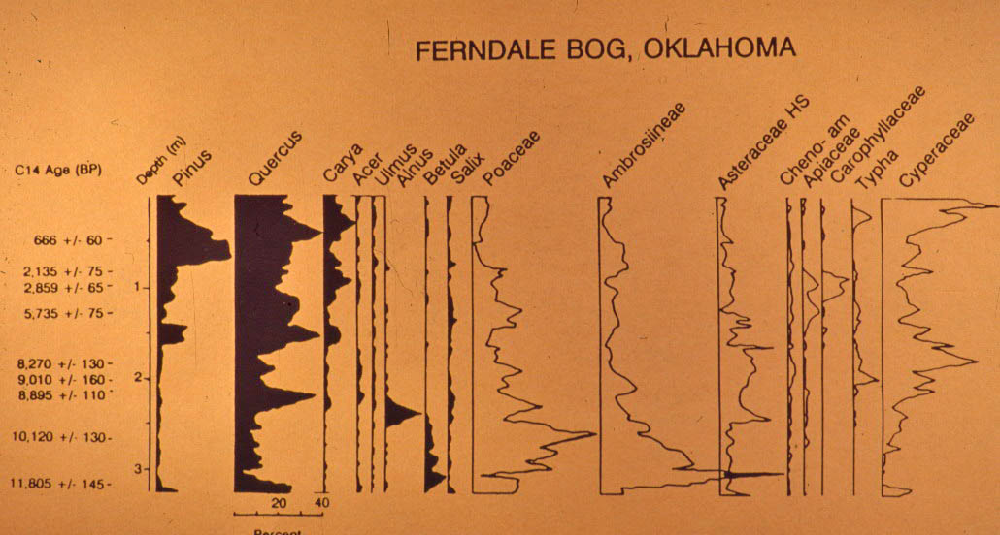 FERNDALE BOG, OKLAHOMA
C14 Age (BP)
Depth (m)
Pinus
Quercus
Carya
Acer
Ulmus
Alnus
Betula
Salix
Poaceae
Ambrosiineae
Asteraceae HS
Cheno-am
Apiaceae
Carophyllaceae
Typha
Cyperaceae
666 +/- 60
2,135 +/- 75
2,859 +/- 65
1
5,735 +/- 75
8,270 +/- 130
9,010 +/- 160
2
8,895 +/- 110
10,120 +/- 130
3
11,805 +/- 145
20 40
Percent